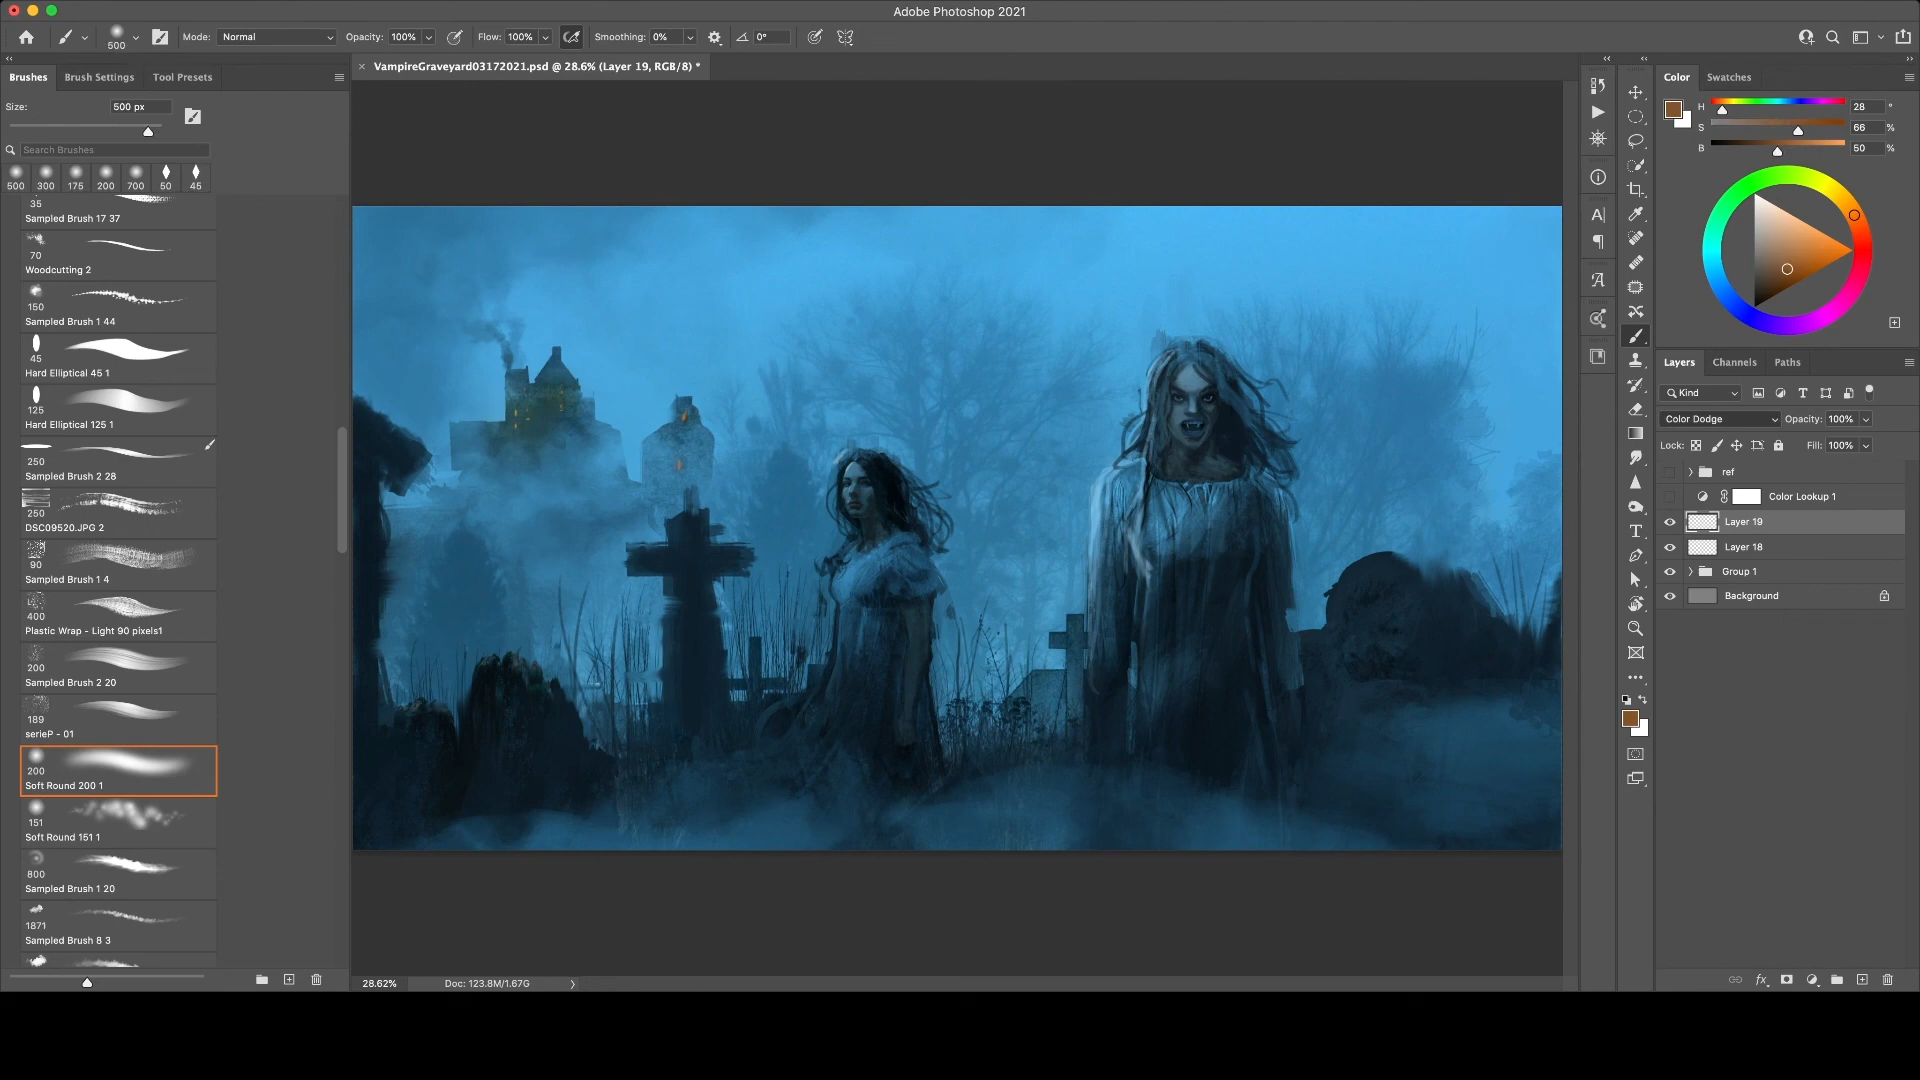 Adobe Photoshop 2021
500
Mode: Normal
Opacity: 100%
Flow: 100%
Smoothing: 0%
0°
Brushes
Brush Settings
Tool Presets
× VampireGraveyard03172021.psd @ 28.6% (Layer 19, RGB/8) *
Size:
500 px
Search Brushes
500 300 175 200 700 50 45
35
Sampled Brush 17 37
70
Woodcutting 2
150
Sampled Brush 1 44
45
Hard Elliptical 45 1
125
Hard Elliptical 125 1
250
Sampled Brush 2 28
250
DSC09520.JPG 2
90
Sampled Brush 1 4
400
Plastic Wrap - Light 90 pixels1
200
Sampled Brush 2 20
189
serieP - 01
200
Soft Round 200 1
151
Soft Round 151 1
800
Sampled Brush 1 20
1871
Sampled Brush 8 3
28.62%
Doc: 123.8M/1.67G
Color
Swatches
H 28 °
S 66 %
B 50 %
Layers
Channels
Paths
Kind
Color Dodge
Opacity: 100%
Lock:
Fill: 100%
ref
Color Lookup 1
Layer 19
Layer 18
Group 1
Background
fx